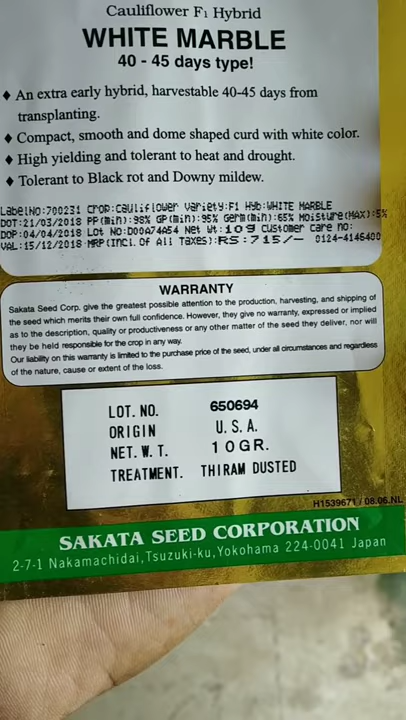 Cauliflower F1 Hybrid
WHITE MARBLE
40 - 45 days type!
♦ An extra early hybrid, harvestable 40-45 days from
transplanting.
♦ Compact, smooth and dome shaped curd with white color.
♦ High yielding and tolerant to heat and drought.
♦ Tolerant to Black rot and Downy mildew.
LabelNO:700231 Crop:Cauliflower Variety:F1 Hyb:WHITE MARBLE
DOT:21/03/2018 PP(min):98% GP(min):95% Germ(min):65% Moisture(MAX):5%
DOP:04/04/2018 Lot NO:D00A74A54 Net Wt:10g Customer Care no:
VAL:15/12/2018 MRP(Incl. Of All Taxes):RS:715/- 0124-4146400
WARRANTY
Sakata Seed Corp. give the greatest possible attention to the production, harvesting, and shipping of
the seed which merits their own full confidence. However, they give no warranty, expressed or implied
as to the description, quality or productiveness or any other matter of the seed they deliver, nor will
they be held responsible for the crop in any way.
Our liability on this warranty is limited to the purchase price of the seed, under all circumstances and regardless
of the nature, cause or extent of the loss.
LOT. NO. 650694
ORIGIN U. S. A.
NET. W. T. 10GR.
TREATMENT. THIRAM DUSTED
H1539671 / 08.06.NL
SAKATA SEED CORPORATION
2-7-1 Nakamachidai,Tsuzuki-ku,Yokohama 224-0041 Japan